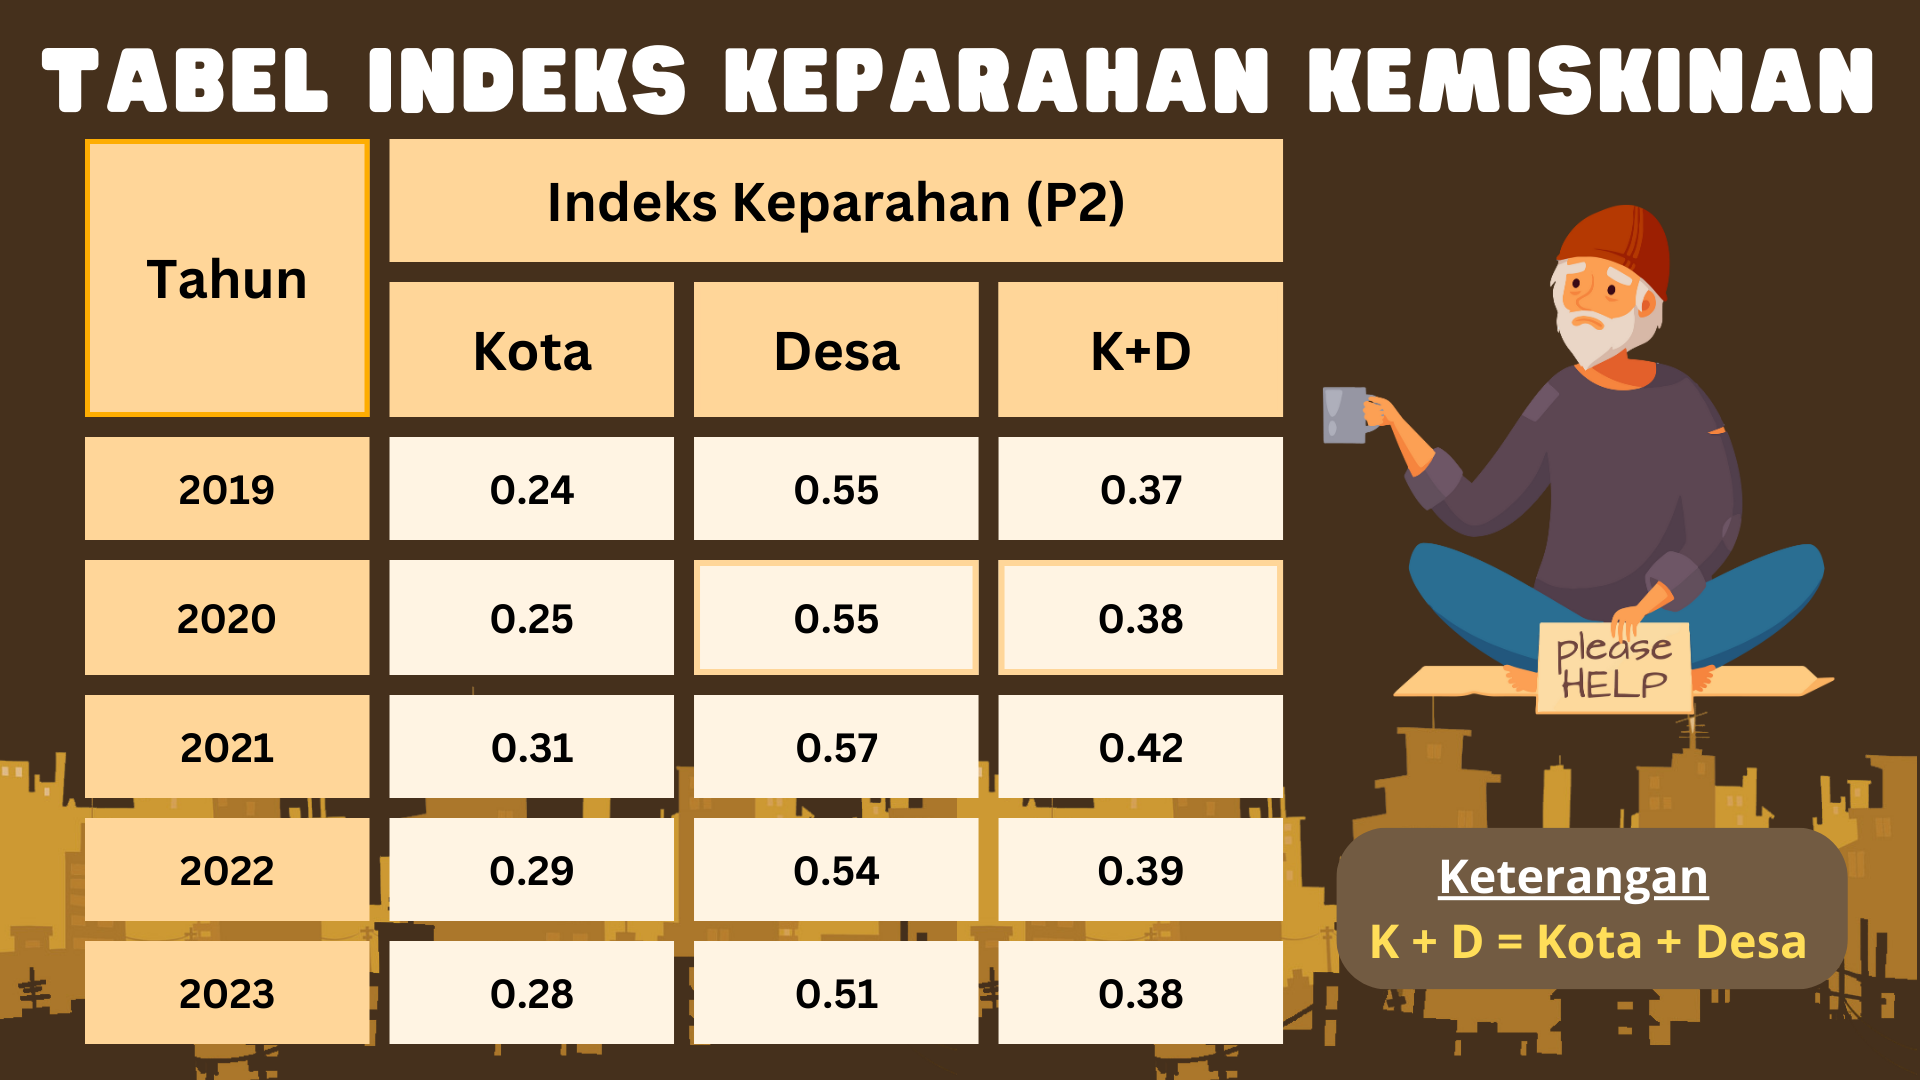 TABEL INDEKS KEPARAHAN KEMISKINAN
Tahun
Indeks Keparahan (P2)
Kota Desa K+D
2019 0.24 0.55 0.37
2020 0.25 0.55 0.38
2021 0.31 0.57 0.42
2022 0.29 0.54 0.39
2023 0.28 0.51 0.38
please
HELP
Keterangan
K + D = Kota + Desa